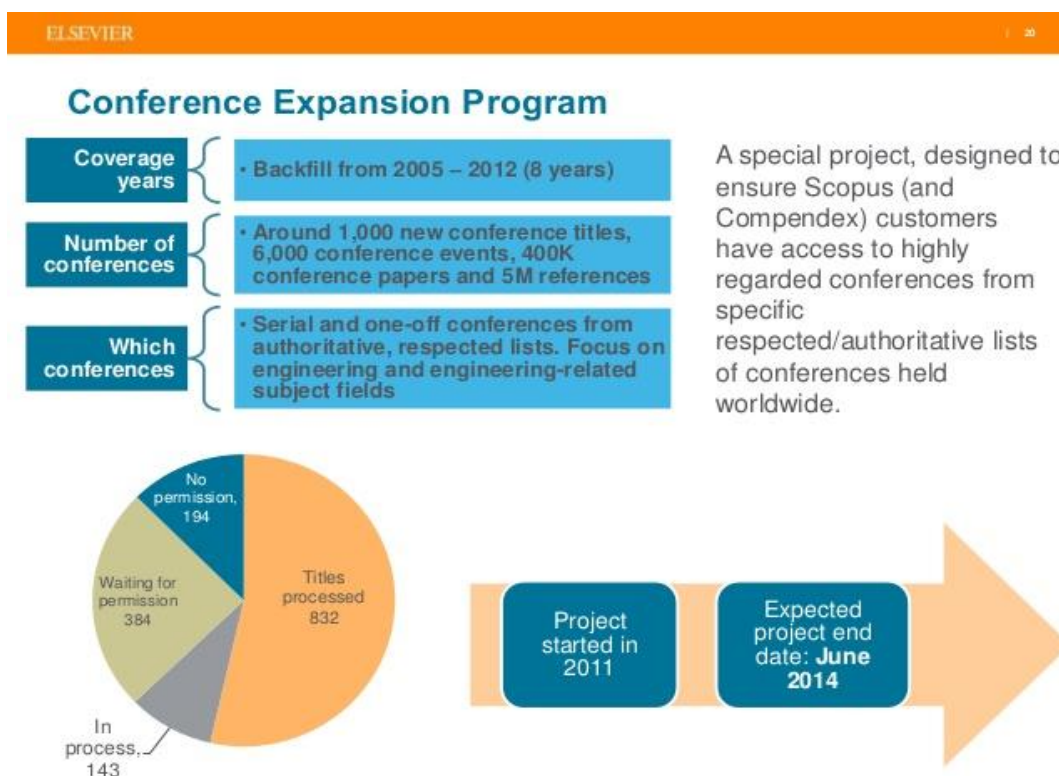 ELSEVIER
| 20
Conference Expansion Program
Coverage
years
• Backfill from 2005 – 2012 (8 years)
Number of
conferences
• Around 1,000 new conference titles,
6,000 conference events, 400K
conference papers and 5M references
Which
conferences
• Serial and one-off conferences from
authoritative, respected lists. Focus on
engineering and engineering-related
subject fields
A special project, designed to
ensure Scopus (and
Compendex) customers
have access to highly
regarded conferences from
specific
respected/authoritative lists
of conferences held
worldwide.
No
permission,
194
Waiting for
permission
384
Titles
processed
832
In
process,
143
Project
started in
2011
Expected
project end
date: June
2014